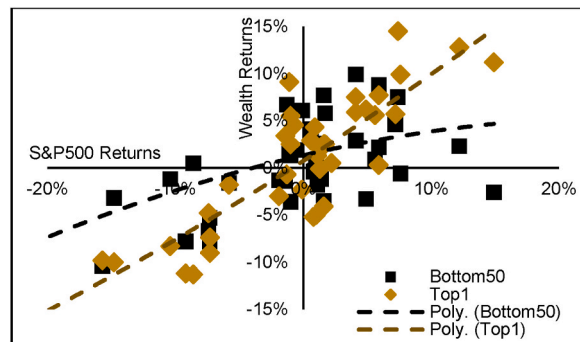 15%
Wealth Returns
10%
5%
S&P500 Returns
0%
-20%
-10%
0%
10%
20%
-5%
-10%
-15%
Bottom50
Top1
Poly. (Bottom50)
Poly. (Top1)